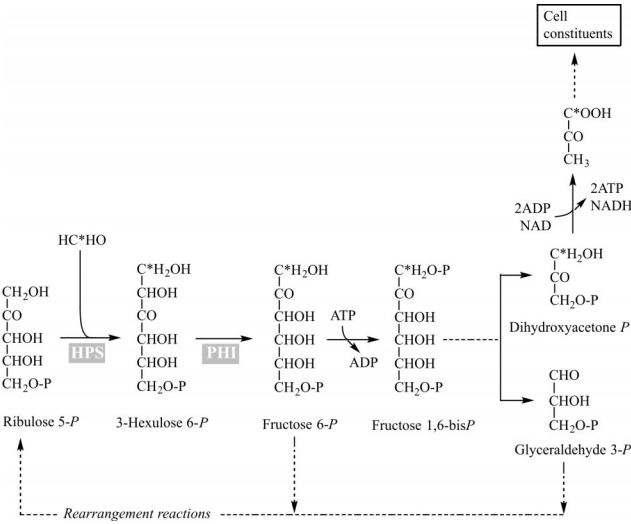 Cell
constituents
C*OOH
CO
CH₃
2ADP
NAD
2ATP
NADH
HC*HO
CH₂OH
CO
CHOH
CHOH
CH₂O-P
HPS
C*H₂OH
CHOH
CO
CHOH
CHOH
CH₂O-P
PHI
C*H₂OH
CO
CHOH
CHOH
CHOH
CH₂O-P
ATP
ADP
C*H₂O-P
CO
CHOH
CHOH
CHOH
CH₂O-P
C*H₂OH
CO
CH₂O-P
Dihydroxyacetone P
CHO
CHOH
CH₂O-P
Glyceraldehyde 3-P
Ribulose 5-P
3-Hexulose 6-P
Fructose 6-P
Fructose 1,6-bisP
Rearrangement reactions